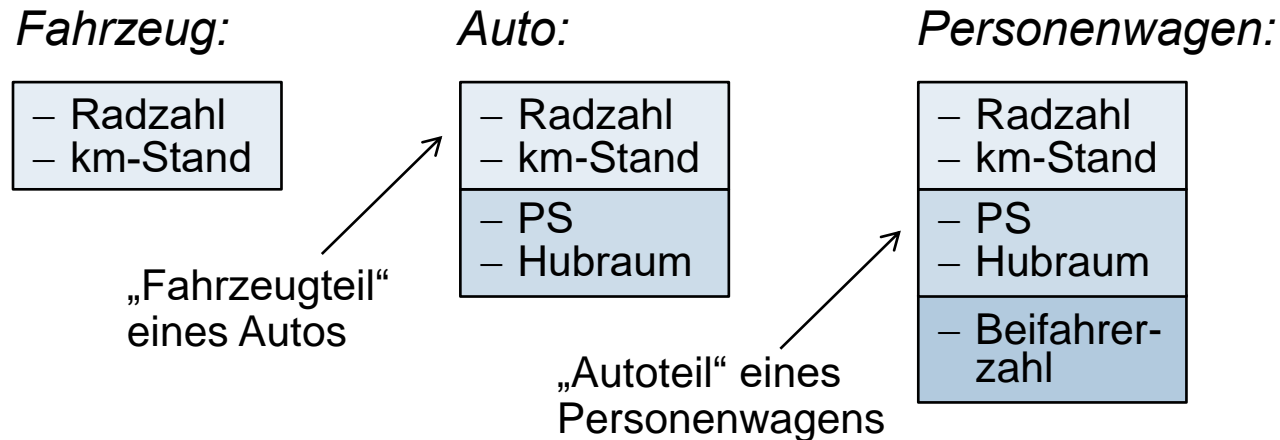 Fahrzeug:
– Radzahl
– km-Stand
„Fahrzeugteil“
eines Autos
Auto:
– Radzahl
– km-Stand
– PS
– Hubraum
„Autoteil“ eines
Personenwagens
Personenwagen:
– Radzahl
– km-Stand
– PS
– Hubraum
– Beifahrer-
zahl